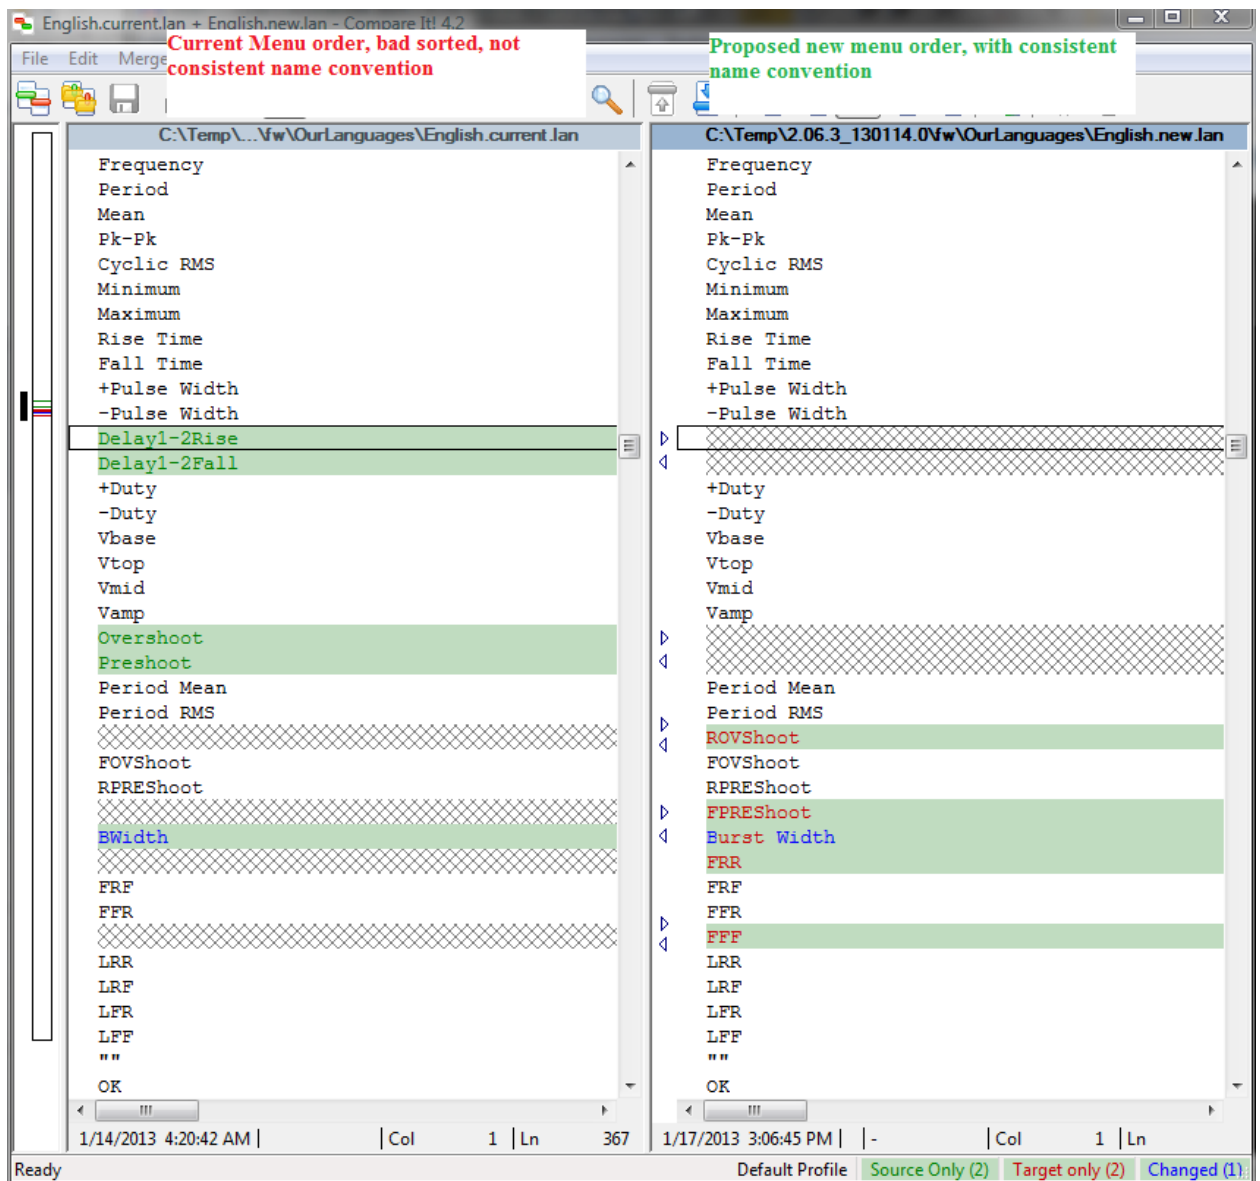 English.current.lan + English.new.lan - Compare It! 4.2
Current Menu order, bad sorted, not
consistent name convention
Proposed new menu order, with consistent
name convention
File Edit Merge
C:\Temp\...\fw\OurLanguages\English.current.lan
Frequency
Period
Mean
Pk-Pk
Cyclic RMS
Minimum
Maximum
Rise Time
Fall Time
+Pulse Width
-Pulse Width
Delay1-2Rise
Delay1-2Fall
+Duty
-Duty
Vbase
Vtop
Vmid
Vamp
Overshoot
Preshoot
Period Mean
Period RMS
FOVShoot
RPREShoot
BWidth
FRF
FFR
LRR
LRF
LFR
LFF
""
OK
1/14/2013 4:20:42 AM Col 1 Ln 367
C:\Temp\2.06.3_130114.0\fw\OurLanguages\English.new.lan
Frequency
Period
Mean
Pk-Pk
Cyclic RMS
Minimum
Maximum
Rise Time
Fall Time
+Pulse Width
-Pulse Width
+Duty
-Duty
Vbase
Vtop
Vmid
Vamp
Period Mean
Period RMS
ROVShoot
FOVShoot
RPREShoot
FPREShoot
Burst Width
FRR
FRF
FFR
FFF
LRR
LRF
LFR
LFF
""
OK
1/17/2013 3:06:45 PM - Col 1 Ln
Ready Default Profile Source Only (2) Target only (2) Changed (1)